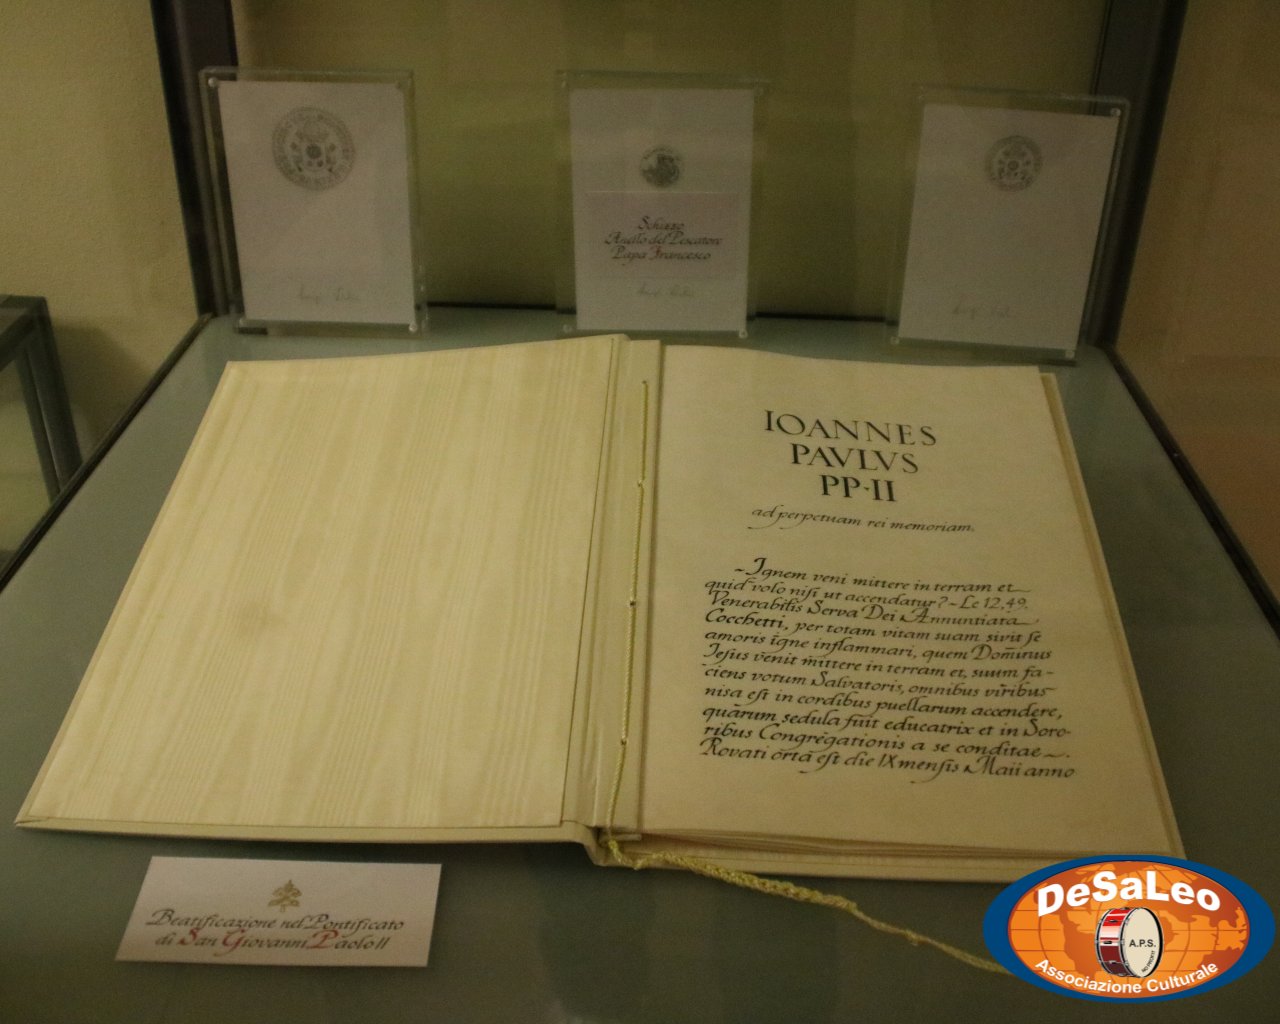 Schizzo
Anello del Pescatore
Papa Francesco
IOANNES
PAVLVS
PP·II
ad perpetuam rei memoriam.
~Ignem veni mittere in terram et
quid volo nisi ut accendatur?~Lc 12,49.
Venerabilis Serva Dei Annuntiata
Cocchetti, per totam vitam suam sivit se
amoris igne inflammari, quem Dominus
Jesus venit mittere in terram et, suum fa-
ciens votum Salvatoris, omnibus viribus
nisa est in cordibus puellarum accendere,
quarum sedula fuit educatrix et in Soro-
ribus Congregationis a se conditae~.
Rovati orta est die IX mensis Maii anno
Beatificazione nel Pontificato
di San Giovanni Paolo II
DeSaLeo
A.P.S.
NO PROFIT
Associazione Culturale